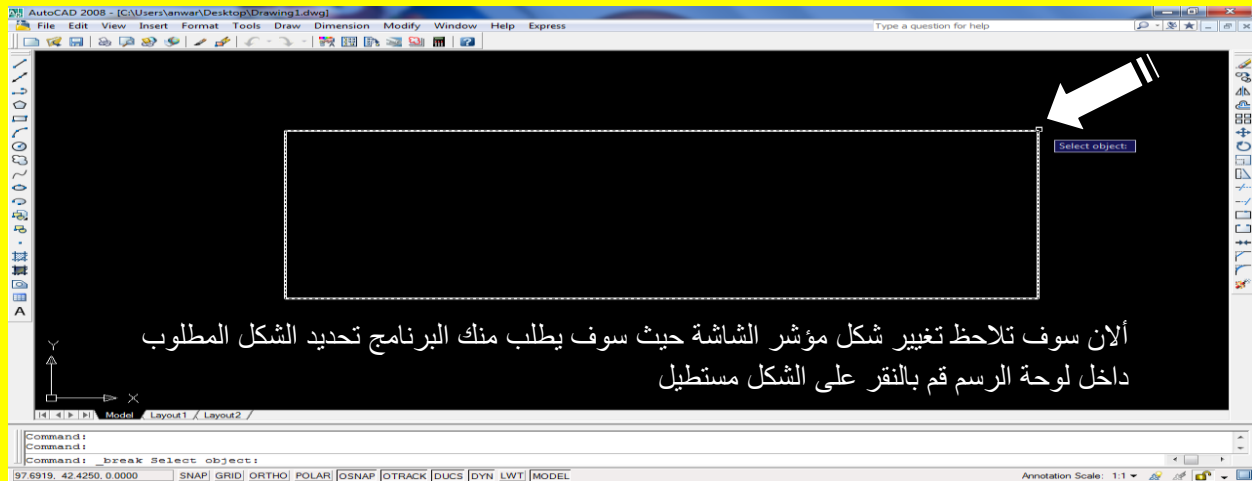 AutoCAD 2008 - [C:\Users\anwar\Desktop\Drawing1.dwg]
File Edit View Insert Format Tools Draw Dimension Modify Window Help Express Type a question for help
Select object:
ألان سوف تلاحظ تغيير شكل مؤشر الشاشة حيث سوف يطلب منك البرنامج تحديد الشكل المطلوب
داخل لوحة الرسم قم بالنقر على الشكل مستطيل
Y
X
Model Layout1 Layout2
Command:
Command:
Command: _break Select object:
97.6919, 42.4250, 0.0000 SNAP GRID ORTHO POLAR OSNAP OTRACK DUCS DYN LWT MODEL Annotation Scale: 1:1